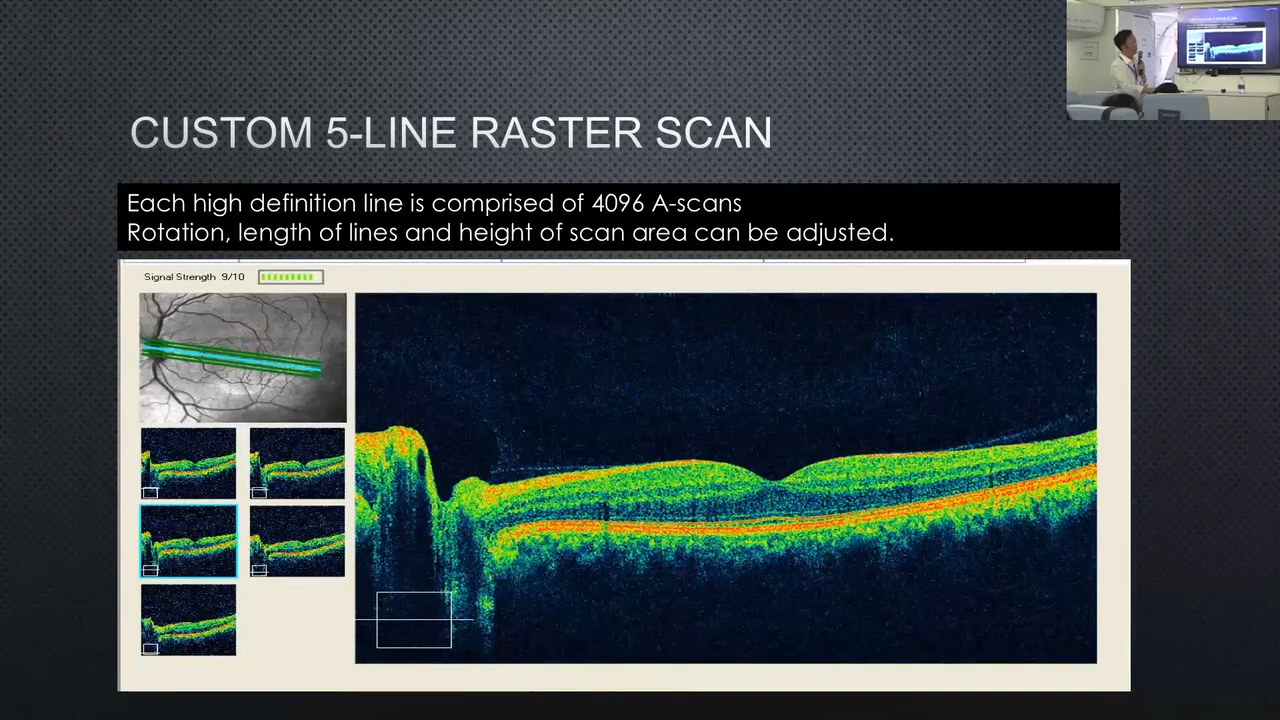 CUSTOM 5-LINE RASTER SCAN
Each high definition line is comprised of 4096 A-scans
Rotation, length of lines and height of scan area can be adjusted.
Signal Strength 9/10